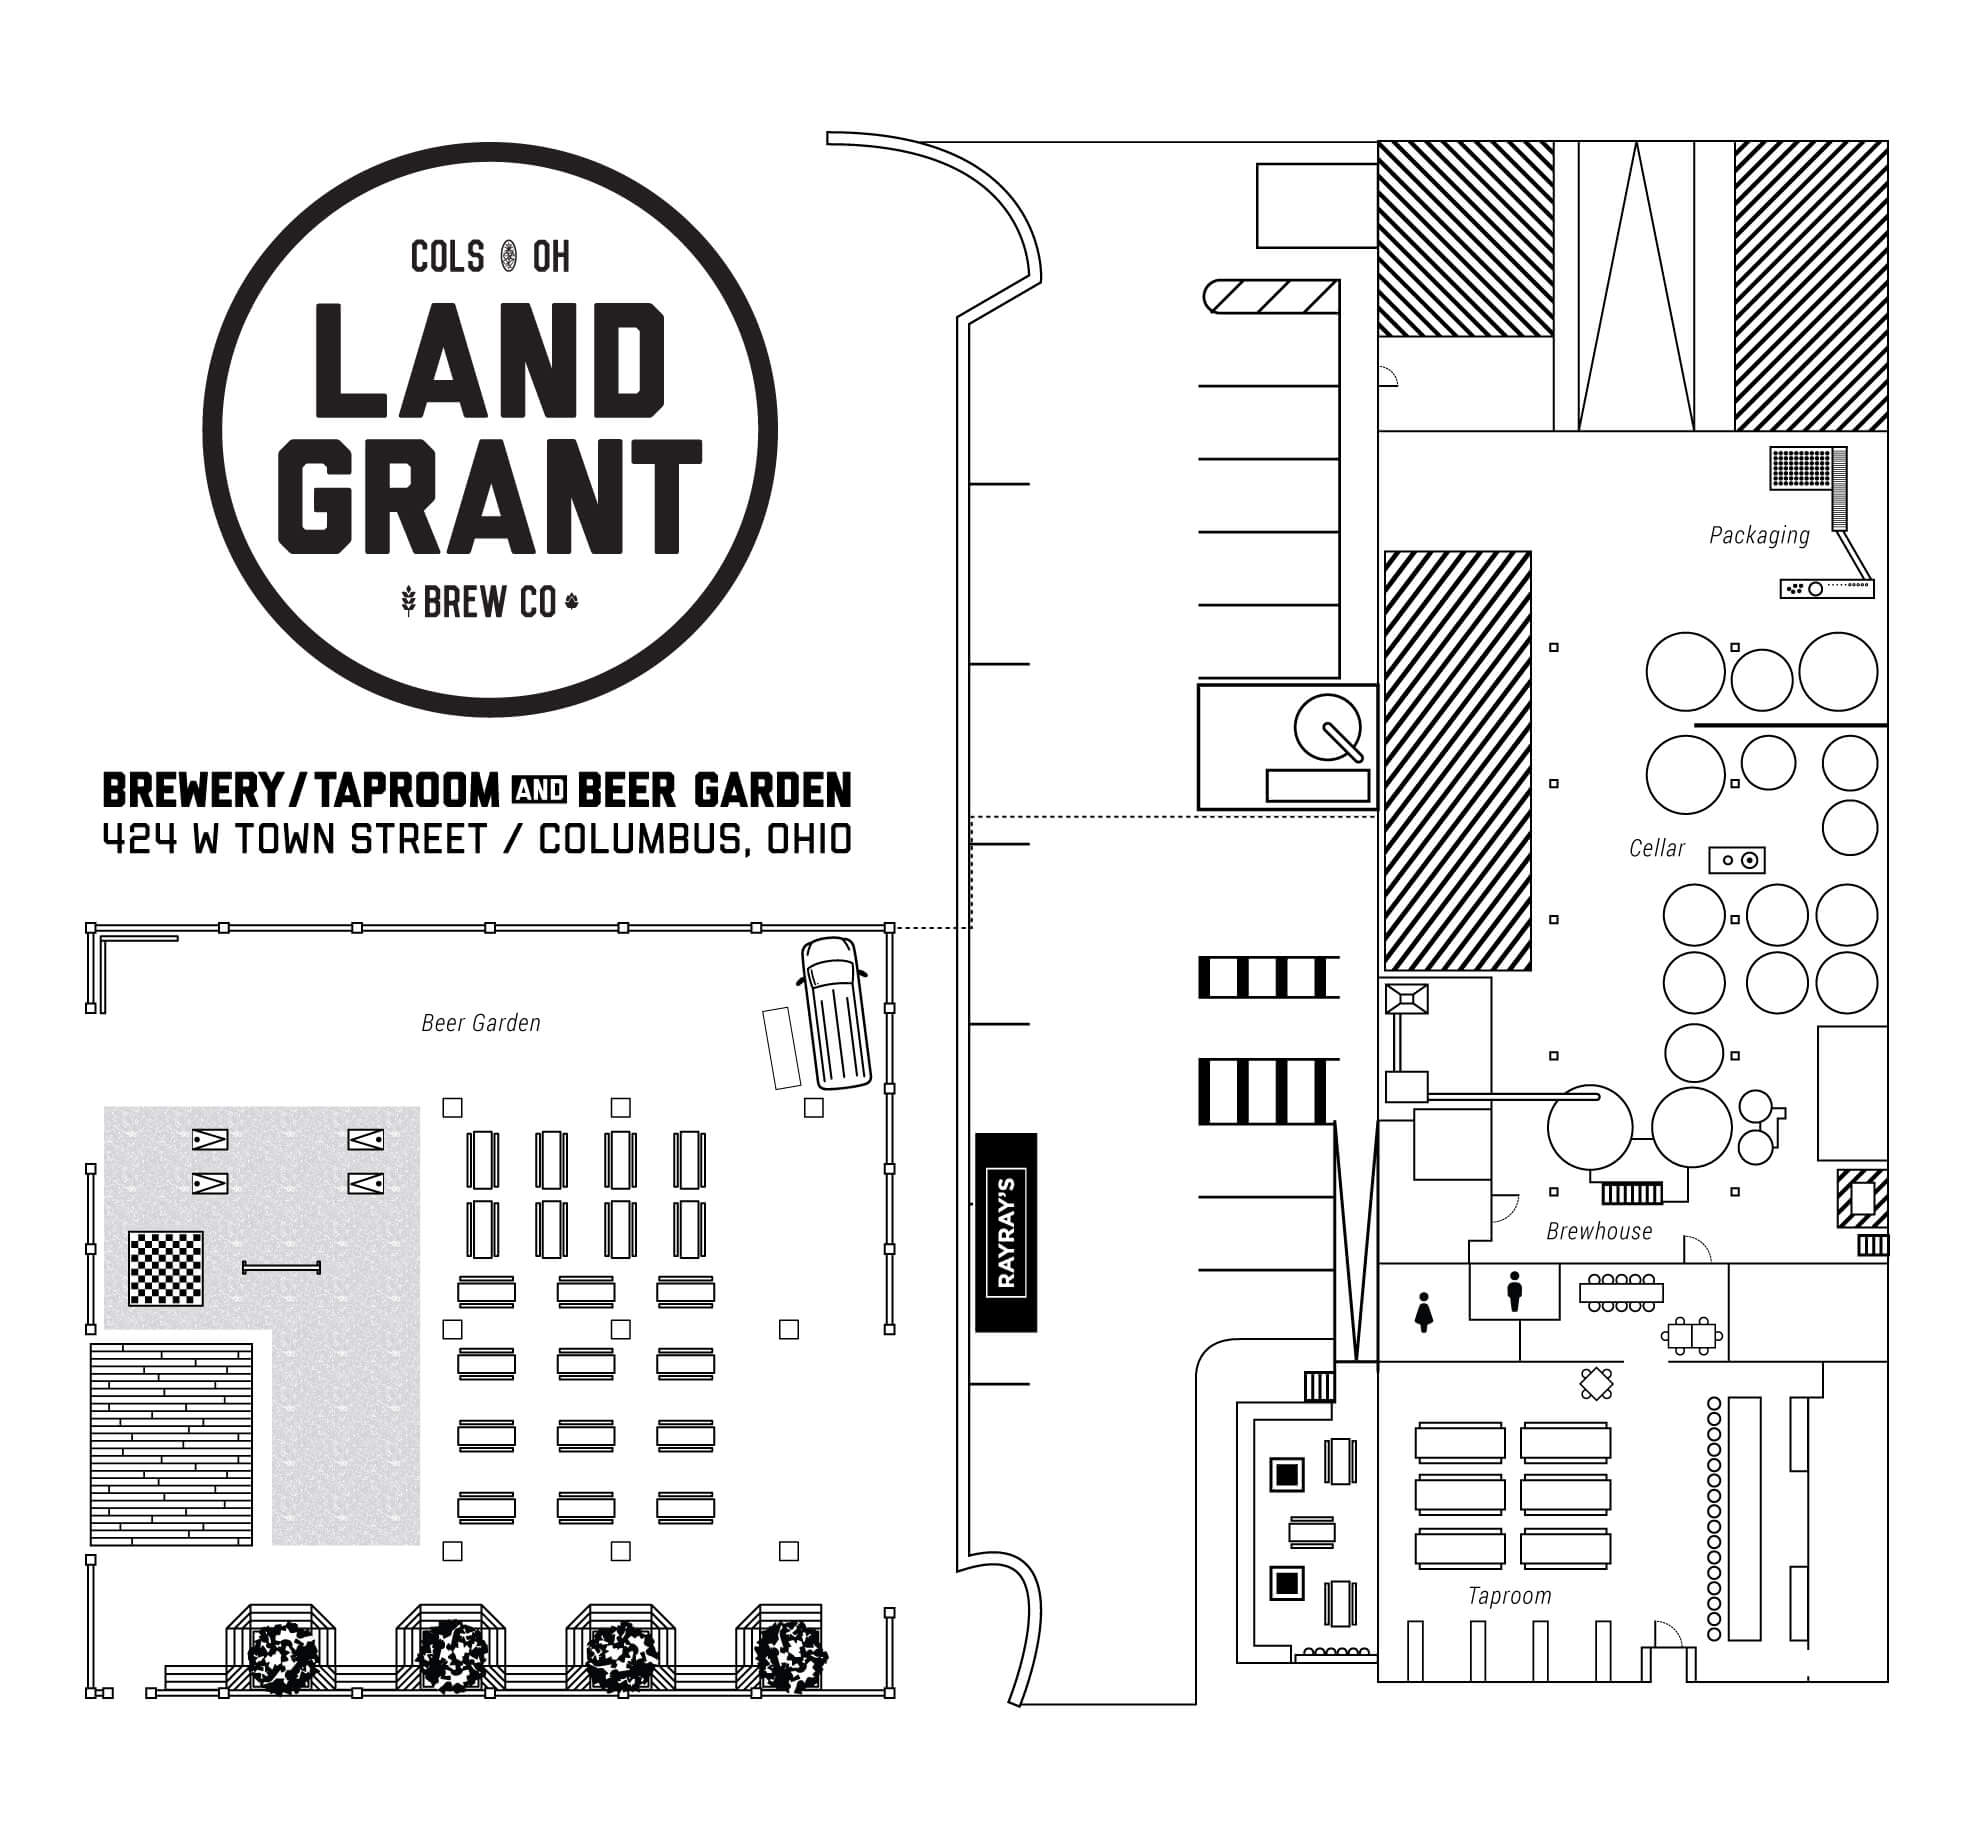 COLS OH
LAND
GRANT
BREW CO
BREWERY/TAPROOM AND BEER GARDEN
424 W TOWN STREET / COLUMBUS, OHIO
Packaging
Cellar
Beer Garden
RAYRAY'S
Brewhouse
Taproom